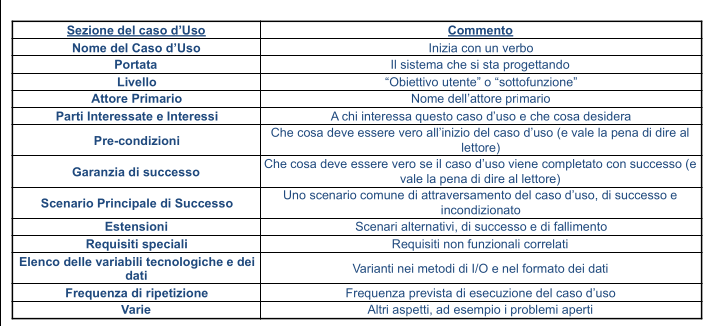 Sezione del caso d'Uso Commento
Nome del Caso d'Uso Inizia con un verbo
Portata Il sistema che si sta progettando
Livello "Obiettivo utente" o "sottofunzione"
Attore Primario Nome dell'attore primario
Parti Interessate e Interessi A chi interessa questo caso d'uso e che cosa desidera
Pre-condizioni Che cosa deve essere vero all'inizio del caso d'uso (e vale la pena di dire al
lettore)
Garanzia di successo Che cosa deve essere vero se il caso d'uso viene completato con successo (e
vale la pena di dire al lettore)
Scenario Principale di Successo Uno scenario comune di attraversamento del caso d'uso, di successo e
incondizionato
Estensioni Scenari alternativi, di successo e di fallimento
Requisiti speciali Requisiti non funzionali correlati
Elenco delle variabili tecnologiche e dei
dati Varianti nei metodi di I/O e nel formato dei dati
Frequenza di ripetizione Frequenza prevista di esecuzione del caso d'uso
Varie Altri aspetti, ad esempio i problemi aperti